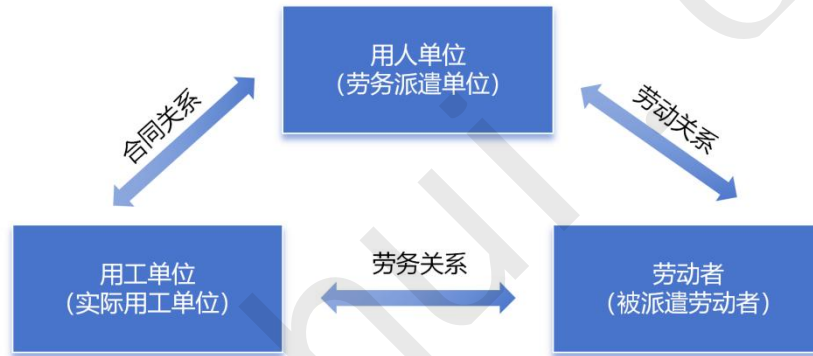 用人单位
（劳务派遣单位）
合同关系
劳动关系
用工单位
（实际用工单位）
劳务关系
劳动者
（被派遣劳动者）